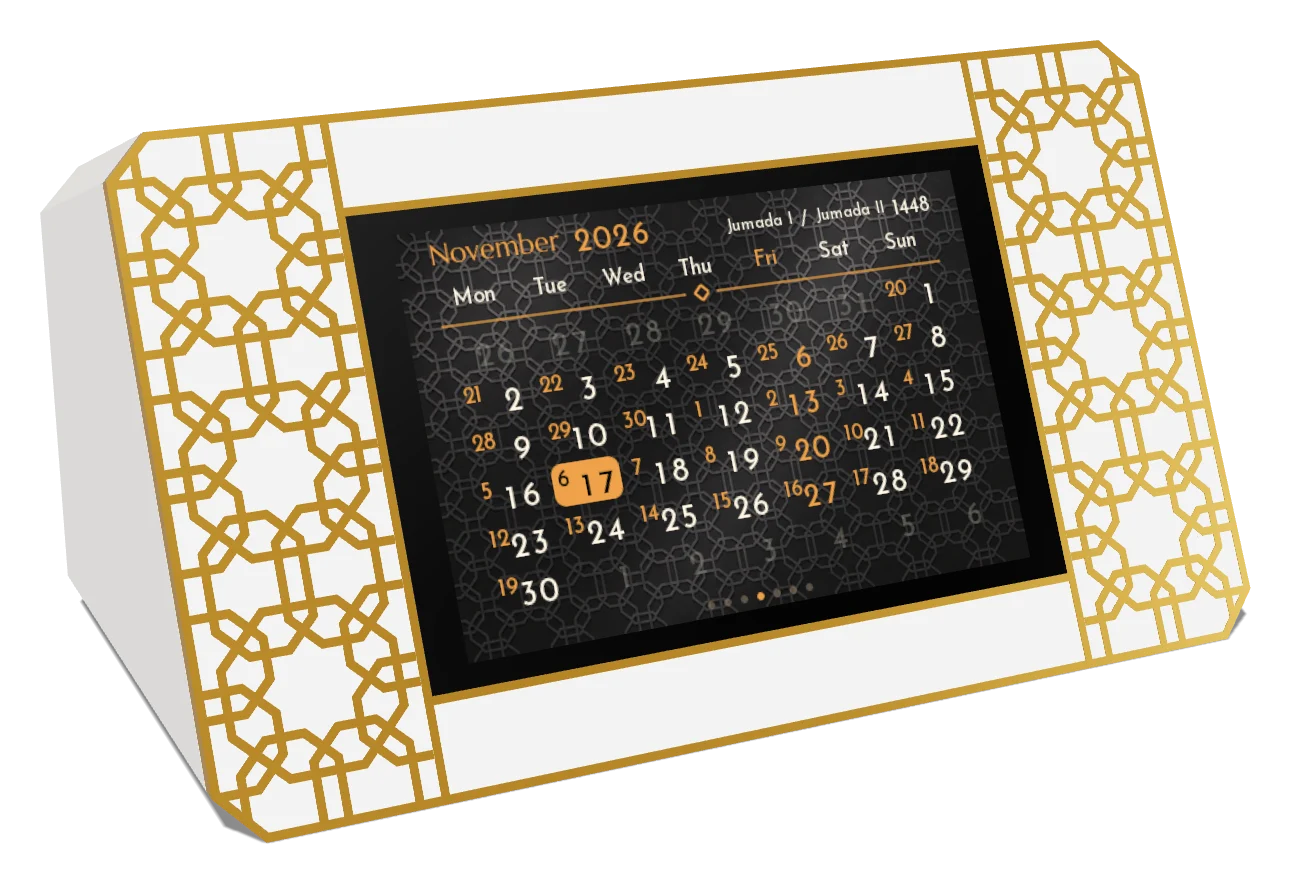 November 2026 Jumada I / Jumada II 1448
Mon Tue Wed Thu Fri Sat Sun
26 27 28 29 30 31 20 1
21 2 22 3 23 4 24 5 25 6 26 7 27 8
28 9 29 10 30 11 1 12 2 13 3 14 4 15
5 16 6 17 7 18 8 19 9 20 10 21 11 22
12 23 13 24 14 25 15 26 16 27 17 28 18 29
19 30 1 2 3 4 5 6